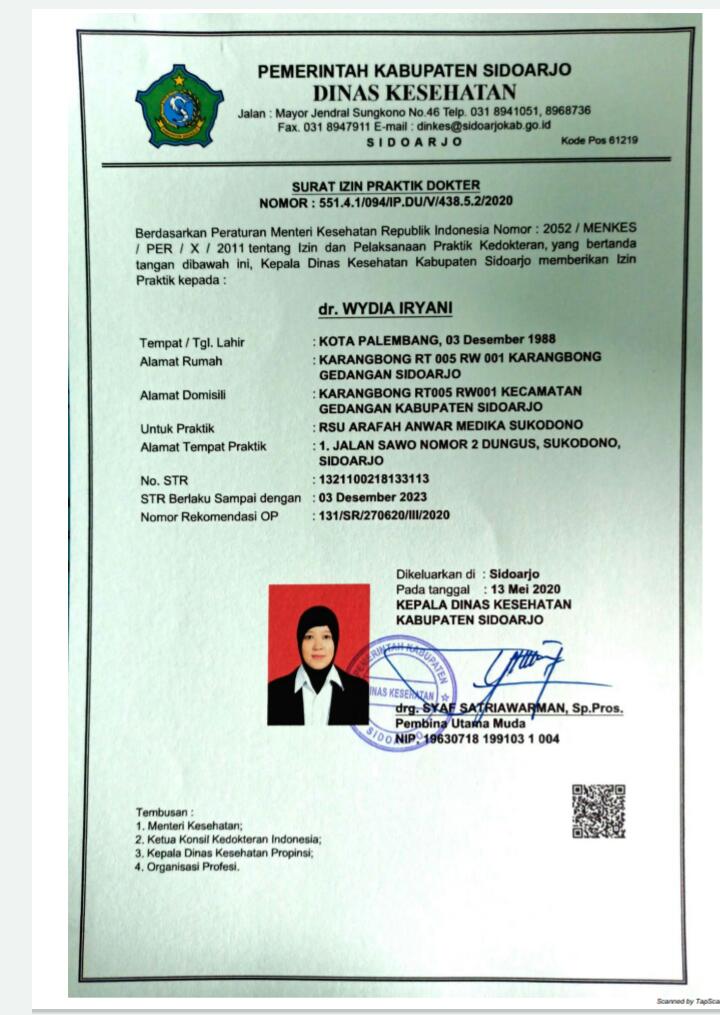 PEMERINTAH KABUPATEN SIDOARJO
DINAS KESEHATAN
Jalan : Mayor Jendral Sungkono No.46 Telp. 031 8941051, 8968736
Fax. 031 8947911 E-mail : dinkes@sidoarjokab.go.id
S I D O A R J O
Kode Pos 61219
SURAT IZIN PRAKTIK DOKTER
NOMOR : 551.4.1/094/IP.DU/V/438.5.2/2020
Berdasarkan Peraturan Menteri Kesehatan Republik Indonesia Nomor : 2052 / MENKES
/ PER / X / 2011 tentang Izin dan Pelaksanaan Praktik Kedokteran, yang bertanda
tangan dibawah ini, Kepala Dinas Kesehatan Kabupaten Sidoarjo memberikan Izin
Praktik kepada :
dr. WYDIA IRYANI
Tempat / Tgl. Lahir : KOTA PALEMBANG, 03 Desember 1988
Alamat Rumah : KARANGBONG RT 005 RW 001 KARANGBONG
GEDANGAN SIDOARJO
Alamat Domisili : KARANGBONG RT005 RW001 KECAMATAN
GEDANGAN KABUPATEN SIDOARJO
Untuk Praktik : RSU ARAFAH ANWAR MEDIKA SUKODONO
Alamat Tempat Praktik : 1. JALAN SAWO NOMOR 2 DUNGUS, SUKODONO,
SIDOARJO
No. STR : 1321100218133113
STR Berlaku Sampai dengan : 03 Desember 2023
Nomor Rekomendasi OP : 131/SR/270620/III/2020
Dikeluarkan di : Sidoarjo
Pada tanggal : 13 Mei 2020
KEPALA DINAS KESEHATAN
KABUPATEN SIDOARJO
PEMERINTAH KABUPATEN
DINAS KESEHATAN
SIDOARJO
drg. SYAF SATRIAWARMAN, Sp.Pros.
Pembina Utama Muda
NIP. 19630718 199103 1 004
Tembusan :
1. Menteri Kesehatan;
2. Ketua Konsil Kedokteran Indonesia;
3. Kepala Dinas Kesehatan Propinsi;
4. Organisasi Profesi.
Scanned by TapSca